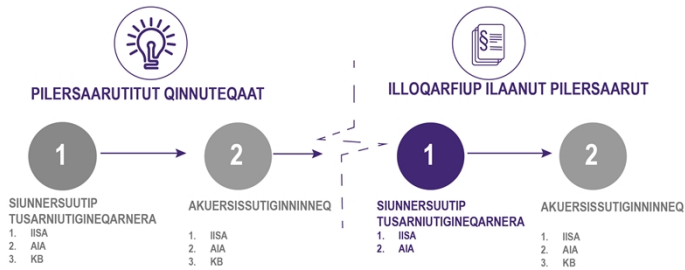 PILERSAARUTITUT QINNUTEQAAT
1
SIUNNERSUUTIP
TUSARNIUTIGINEQARNERA
1. IISA
2. AIA
3. KB
2
AKUERSISSUTIGINNINNEQ
1. IISA
2. AIA
3. KB
§
ILLOQARFIUP ILAANUT PILERSAARUT
1
SIUNNERSUUTIP
TUSARNIUTIGINEQARNERA
1. IISA
2. AIA
2
AKUERSISSUTIGINNINNEQ
1. IISA
2. AIA
3. KB